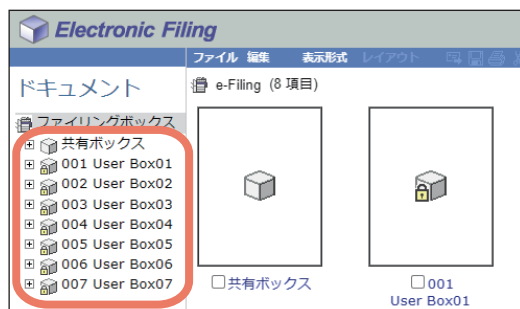 Electronic Filing
ファイル 編集 表示形式 レイアウト
ドキュメント
e-Filing (8 項目)
ファイリングボックス
共有ボックス
001 User Box01
002 User Box02
003 User Box03
004 User Box04
005 User Box05
006 User Box06
007 User Box07
共有ボックス
001
User Box01